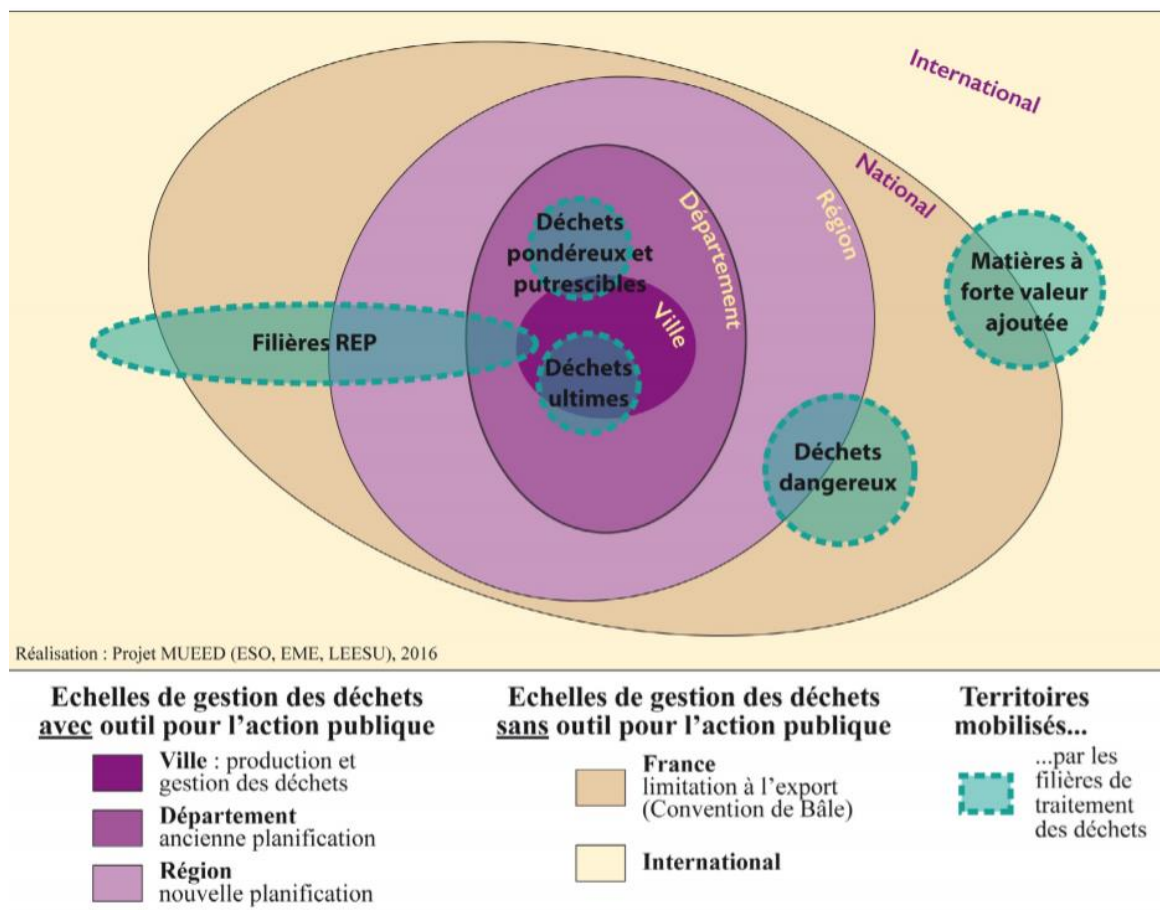 International
National
Région
Département
Déchets
pondéreux et
putrescibles
Ville
Matières à
forte valeur
ajoutée
Filières REP
Déchets
ultimes
Déchets
dangereux
Réalisation : Projet MUEED (ESO, EME, LEESU), 2016
Echelles de gestion des déchets
avec outil pour l'action publique
Ville : production et
gestion des déchets
Département
ancienne planification
Région
nouvelle planification
Echelles de gestion des déchets
sans outil pour l'action publique
France
limitation à l'export
(Convention de Bâle)
International
Territoires
mobilisés...
...par les
filières de
traitement
des déchets